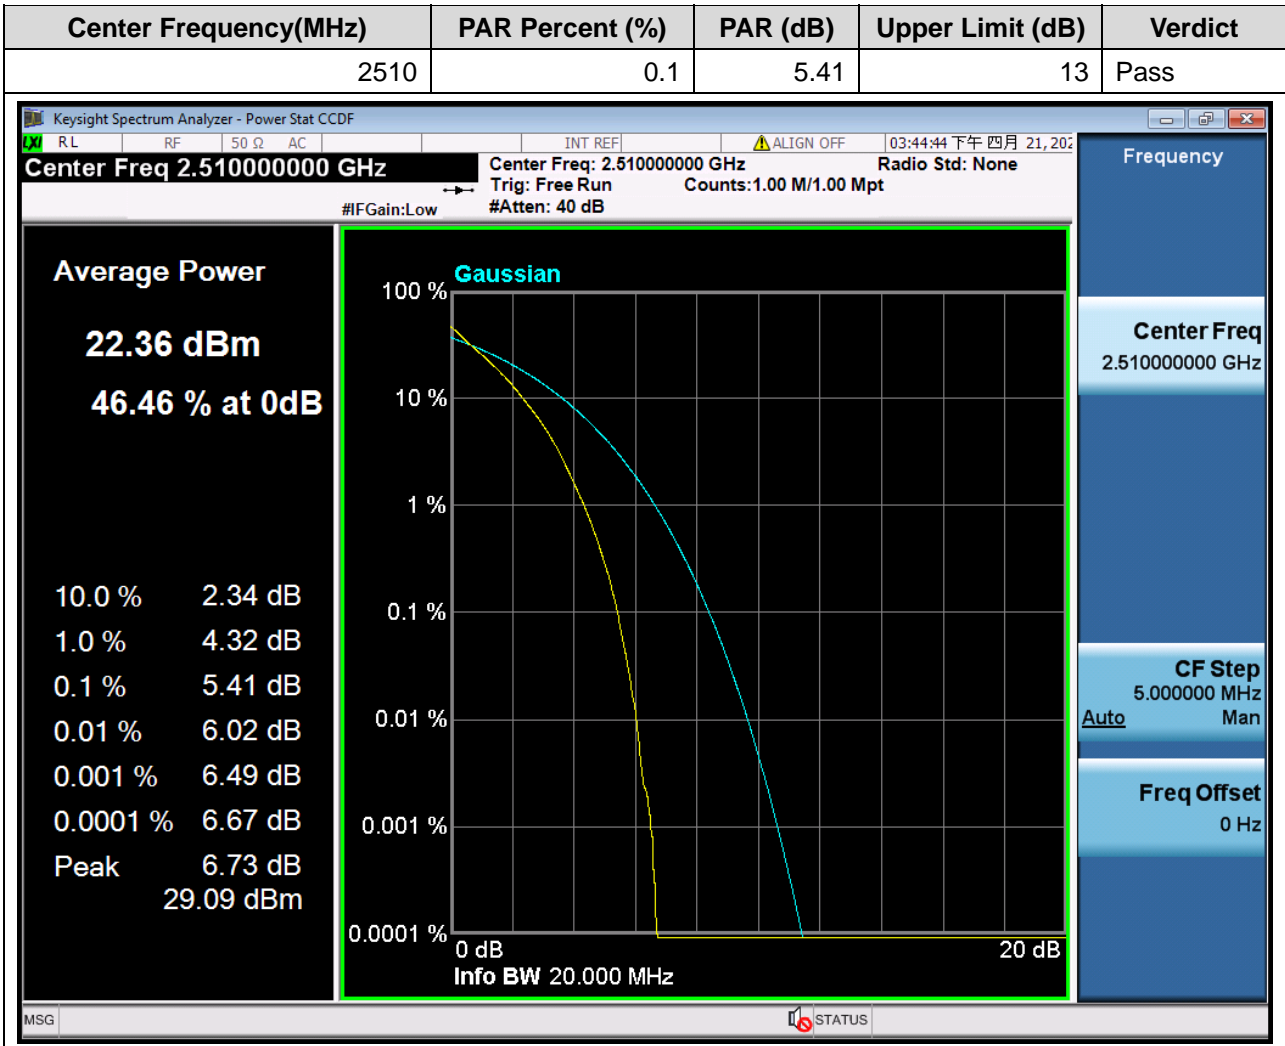 Center Frequency(MHz) PAR Percent (%) PAR (dB) Upper Limit (dB) Verdict
2510 0.1 5.41 13 Pass
Keysight Spectrum Analyzer - Power Stat CCDF
LXI RL RF 50 Ω AC INT REF ALIGN OFF 03:44:44 下午 四月 21, 202
Center Freq 2.510000000 GHz
Center Freq: 2.510000000 GHz Radio Std: None
Trig: Free Run Counts:1.00 M/1.00 Mpt
#IFGain:Low #Atten: 40 dB
Average Power
22.36 dBm
46.46 % at 0dB
10.0 % 2.34 dB
1.0 % 4.32 dB
0.1 % 5.41 dB
0.01 % 6.02 dB
0.001 % 6.49 dB
0.0001 % 6.67 dB
Peak 6.73 dB
29.09 dBm
Gaussian
100 %
10 %
1 %
0.1 %
0.01 %
0.001 %
0.0001 %
0 dB 20 dB
Info BW 20.000 MHz
Frequency
Center Freq
2.510000000 GHz
CF Step
5.000000 MHz
Auto Man
Freq Offset
0 Hz
MSG STATUS